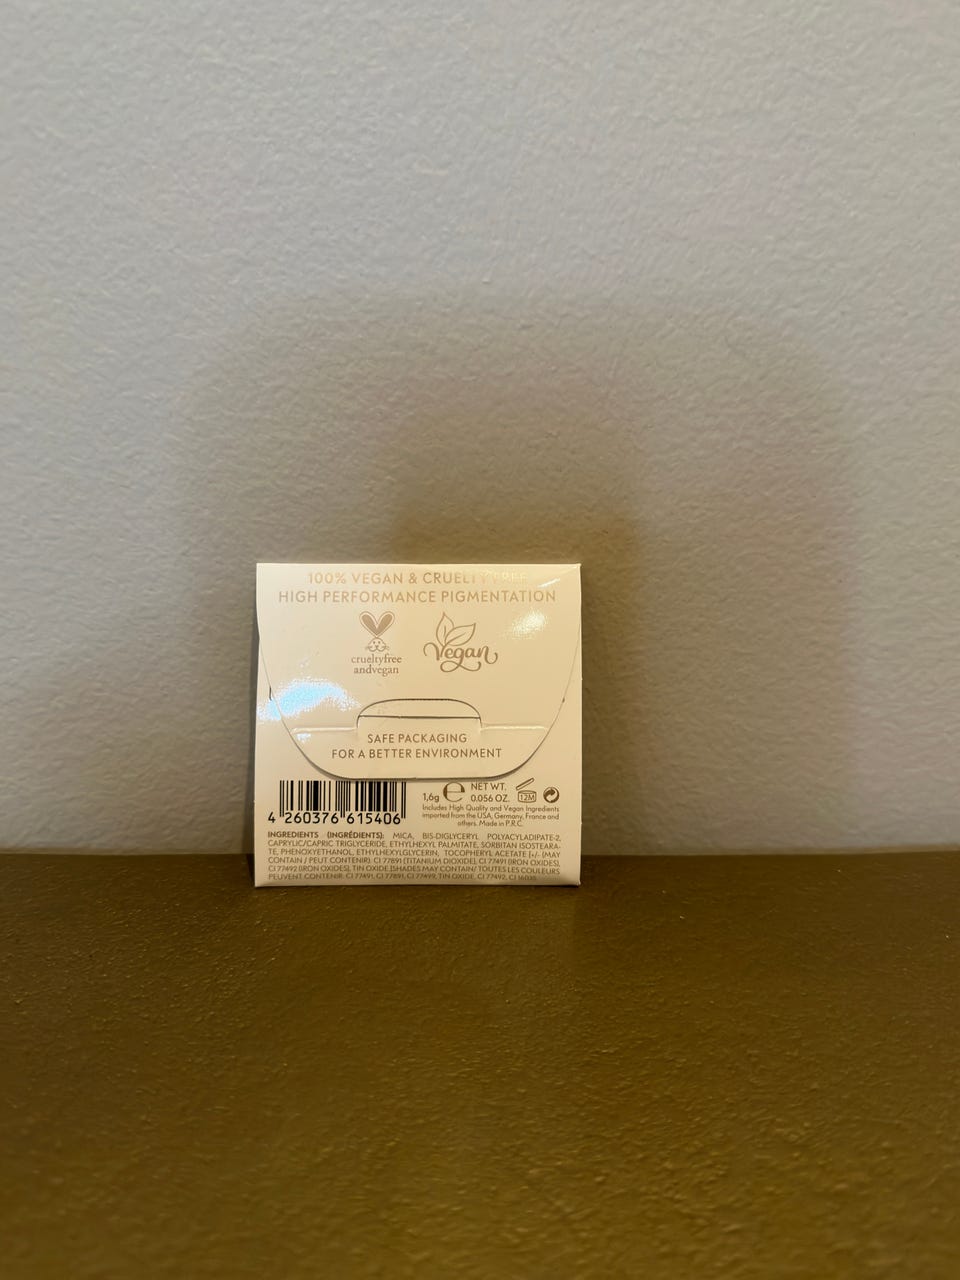 100% VEGAN & CRUELTY FREE
HIGH PERFORMANCE PIGMENTATION
crueltyfree
andvegan
Vegan
SAFE PACKAGING
FOR A BETTER ENVIRONMENT
4 260376 615406
1,6g e NET WT.
0.056 OZ. 12M
Includes High Quality and Vegan Ingredients
imported from the USA, Germany, France and
others. Made in P.R.C.
INGREDIENTS (INGRÉDIENTS): MICA, BIS-DIGLYCERYL POLYACYLADIPATE-2,
CAPRYLIC/CAPRIC TRIGLYCERIDE, ETHYLHEXYL PALMITATE, SORBITAN ISOSTEARA-
TE, PHENOXYETHANOL, ETHYLHEXYLGLYCERIN, TOCOPHERYL ACETATE [+/- (MAY
CONTAIN / PEUT CONTENIR) CI 77891 (TITANIUM DIOXIDE), CI 77491 (IRON OXIDES),
CI 77492 (IRON OXIDES), TIN OXIDE. [SHADES MAY CONTAIN/ TOUTES LES COULEURS
PEUVENT CONTENIR: CI 77491, CI 77891, CI 77499, TIN OXIDE, CI 77492, CI 16035